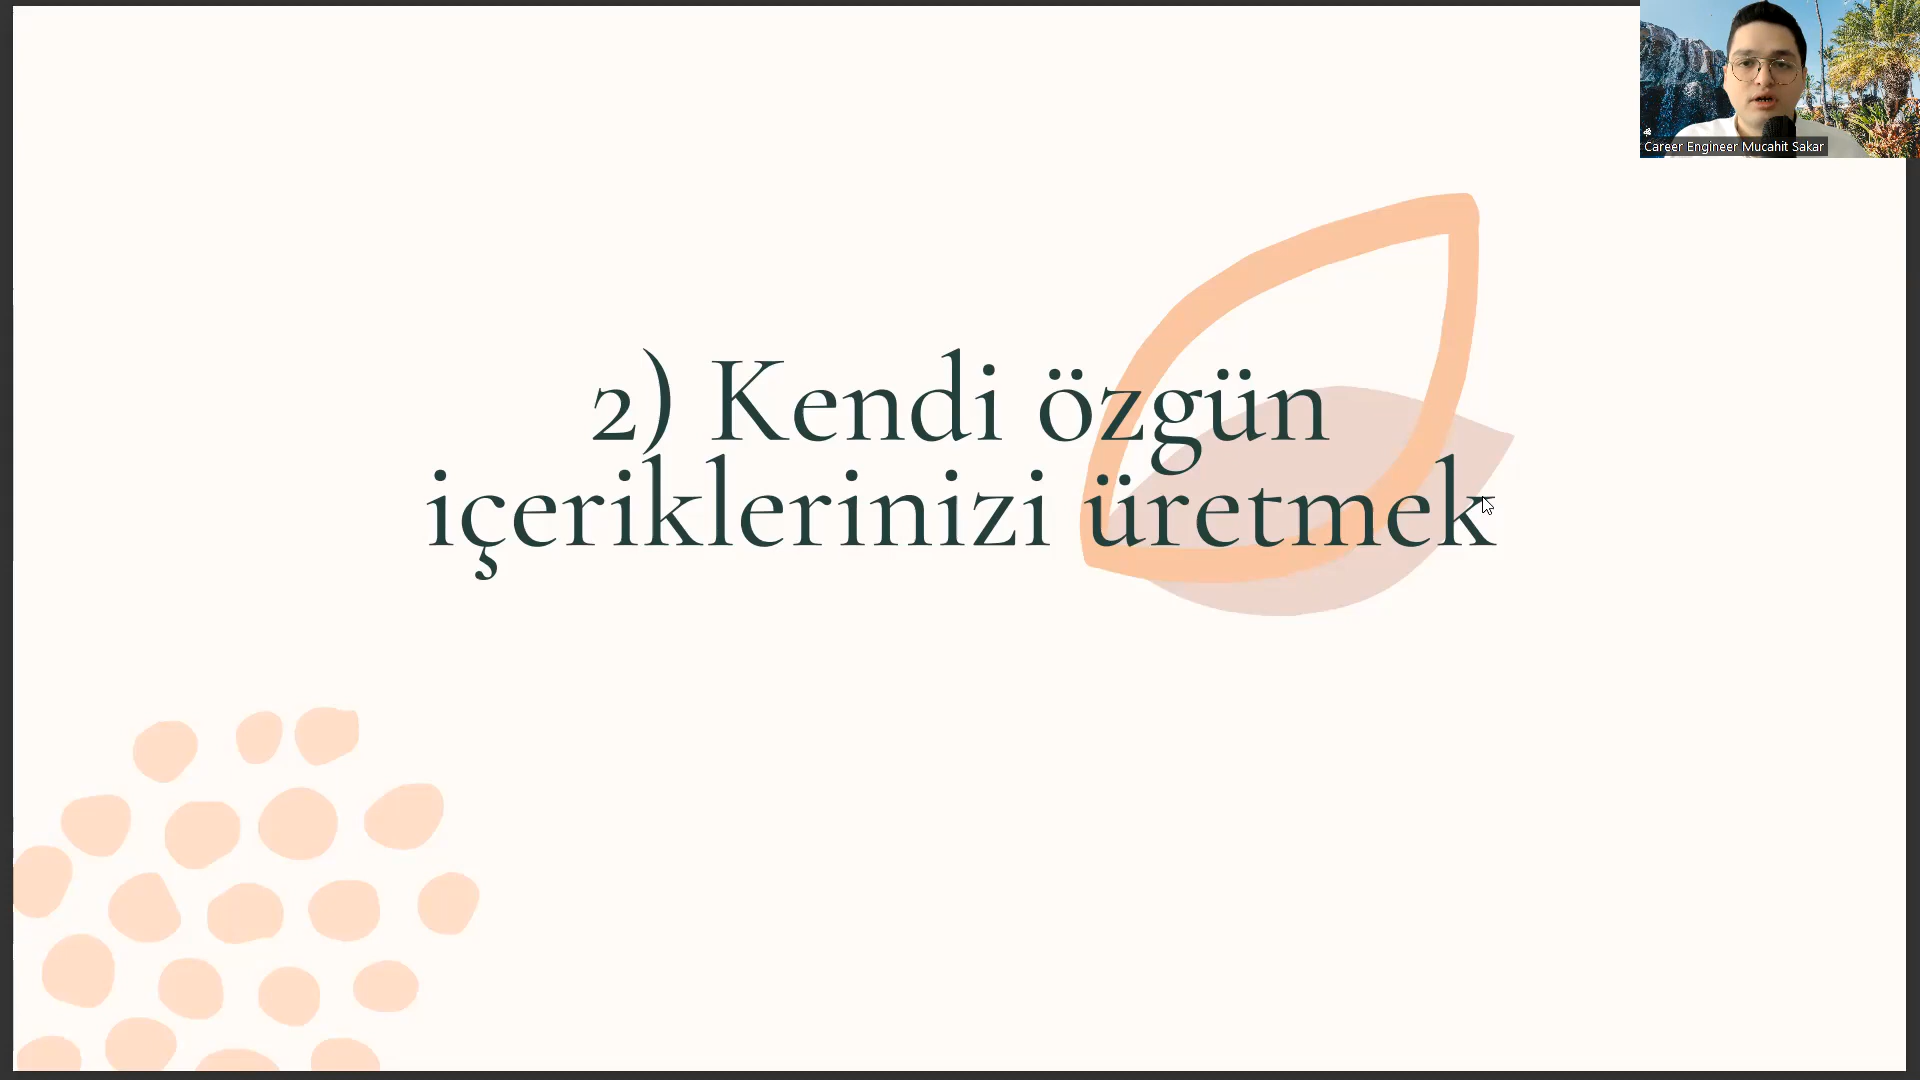 Career Engineer Mucahit Sakar
2) Kendi özgün
içeriklerinizi üretmek